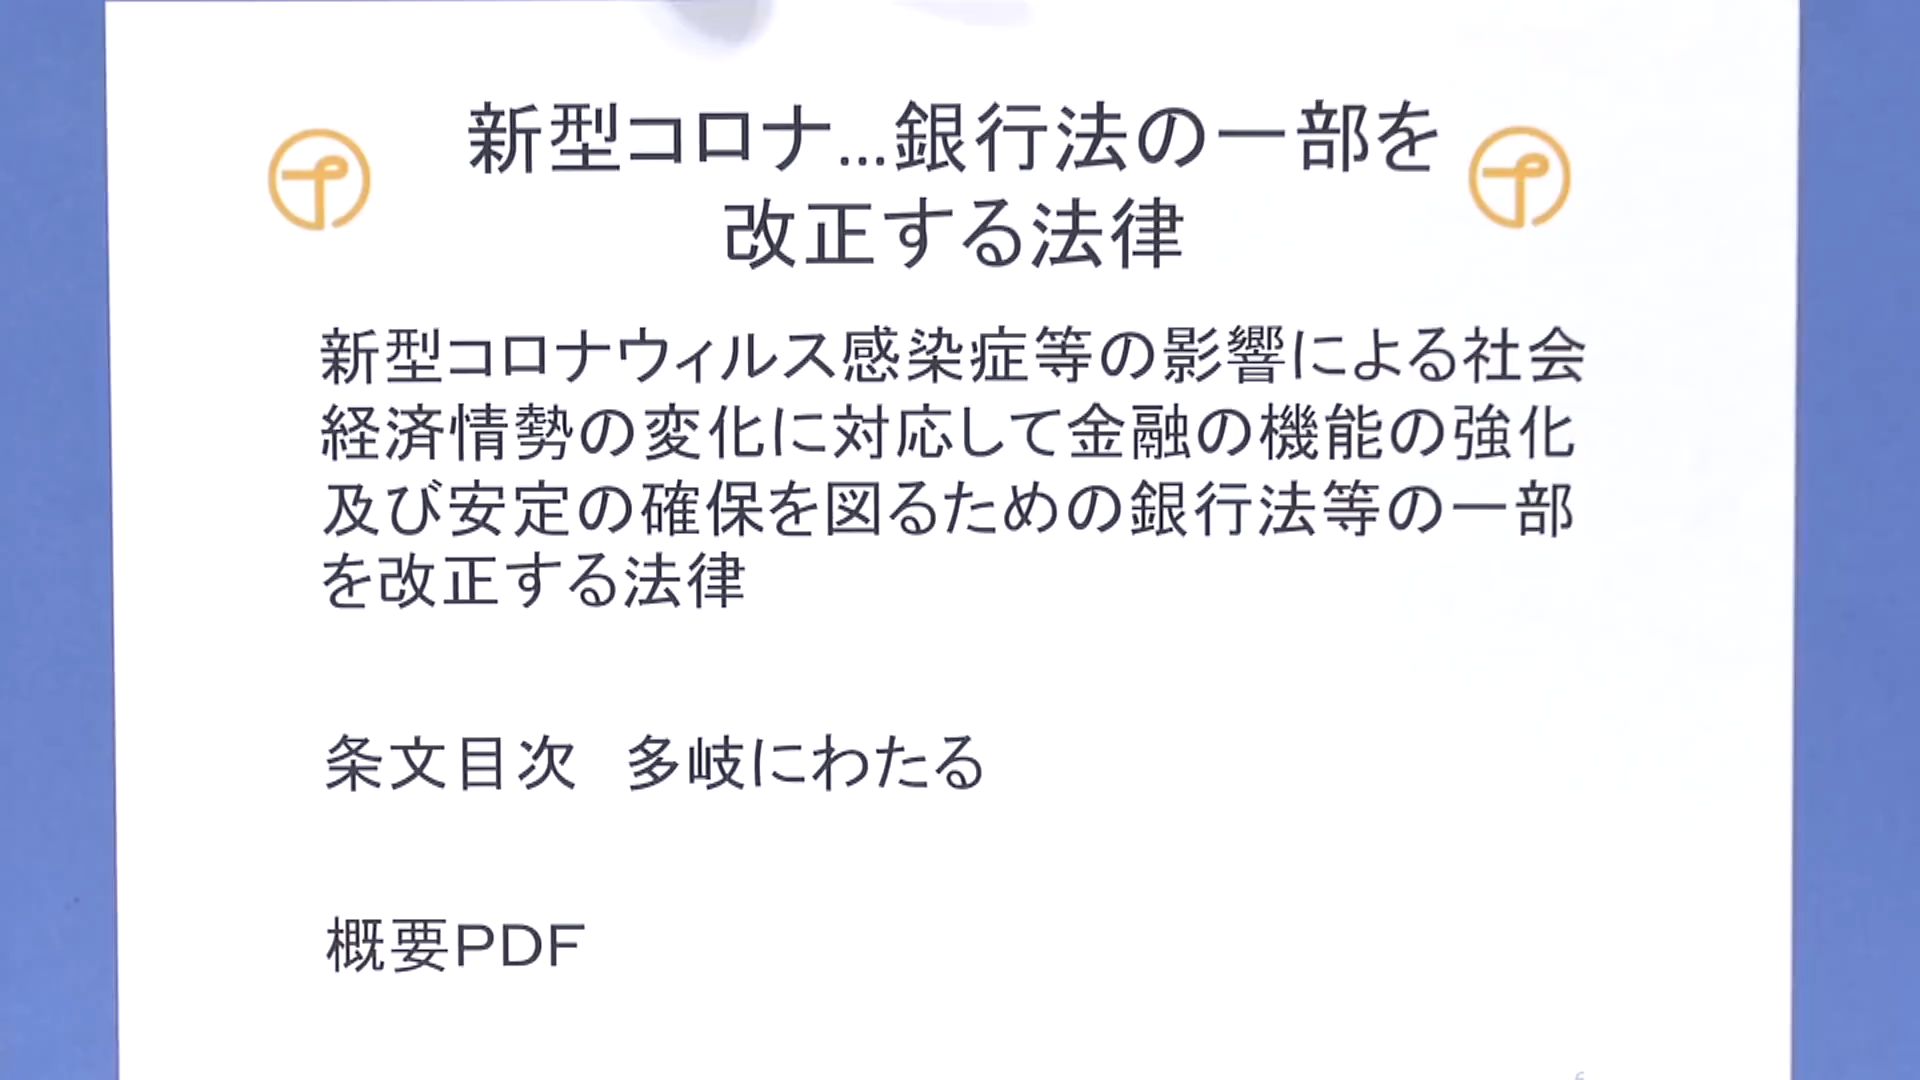 新型コロナ...銀行法の一部を
改正する法律
新型コロナウィルス感染症等の影響による社会
経済情勢の変化に対応して金融の機能の強化
及び安定の確保を図るための銀行法等の一部
を改正する法律
条文目次　多岐にわたる
概要PDF